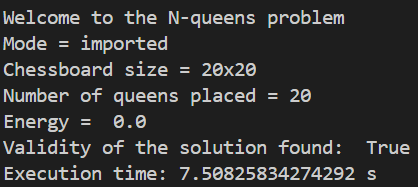 Welcome to the N-queens problem
Mode = imported
Chessboard size = 20x20
Number of queens placed = 20
Energy =  0.0
Validity of the solution found:  True
Execution time: 7.50825834274292 s